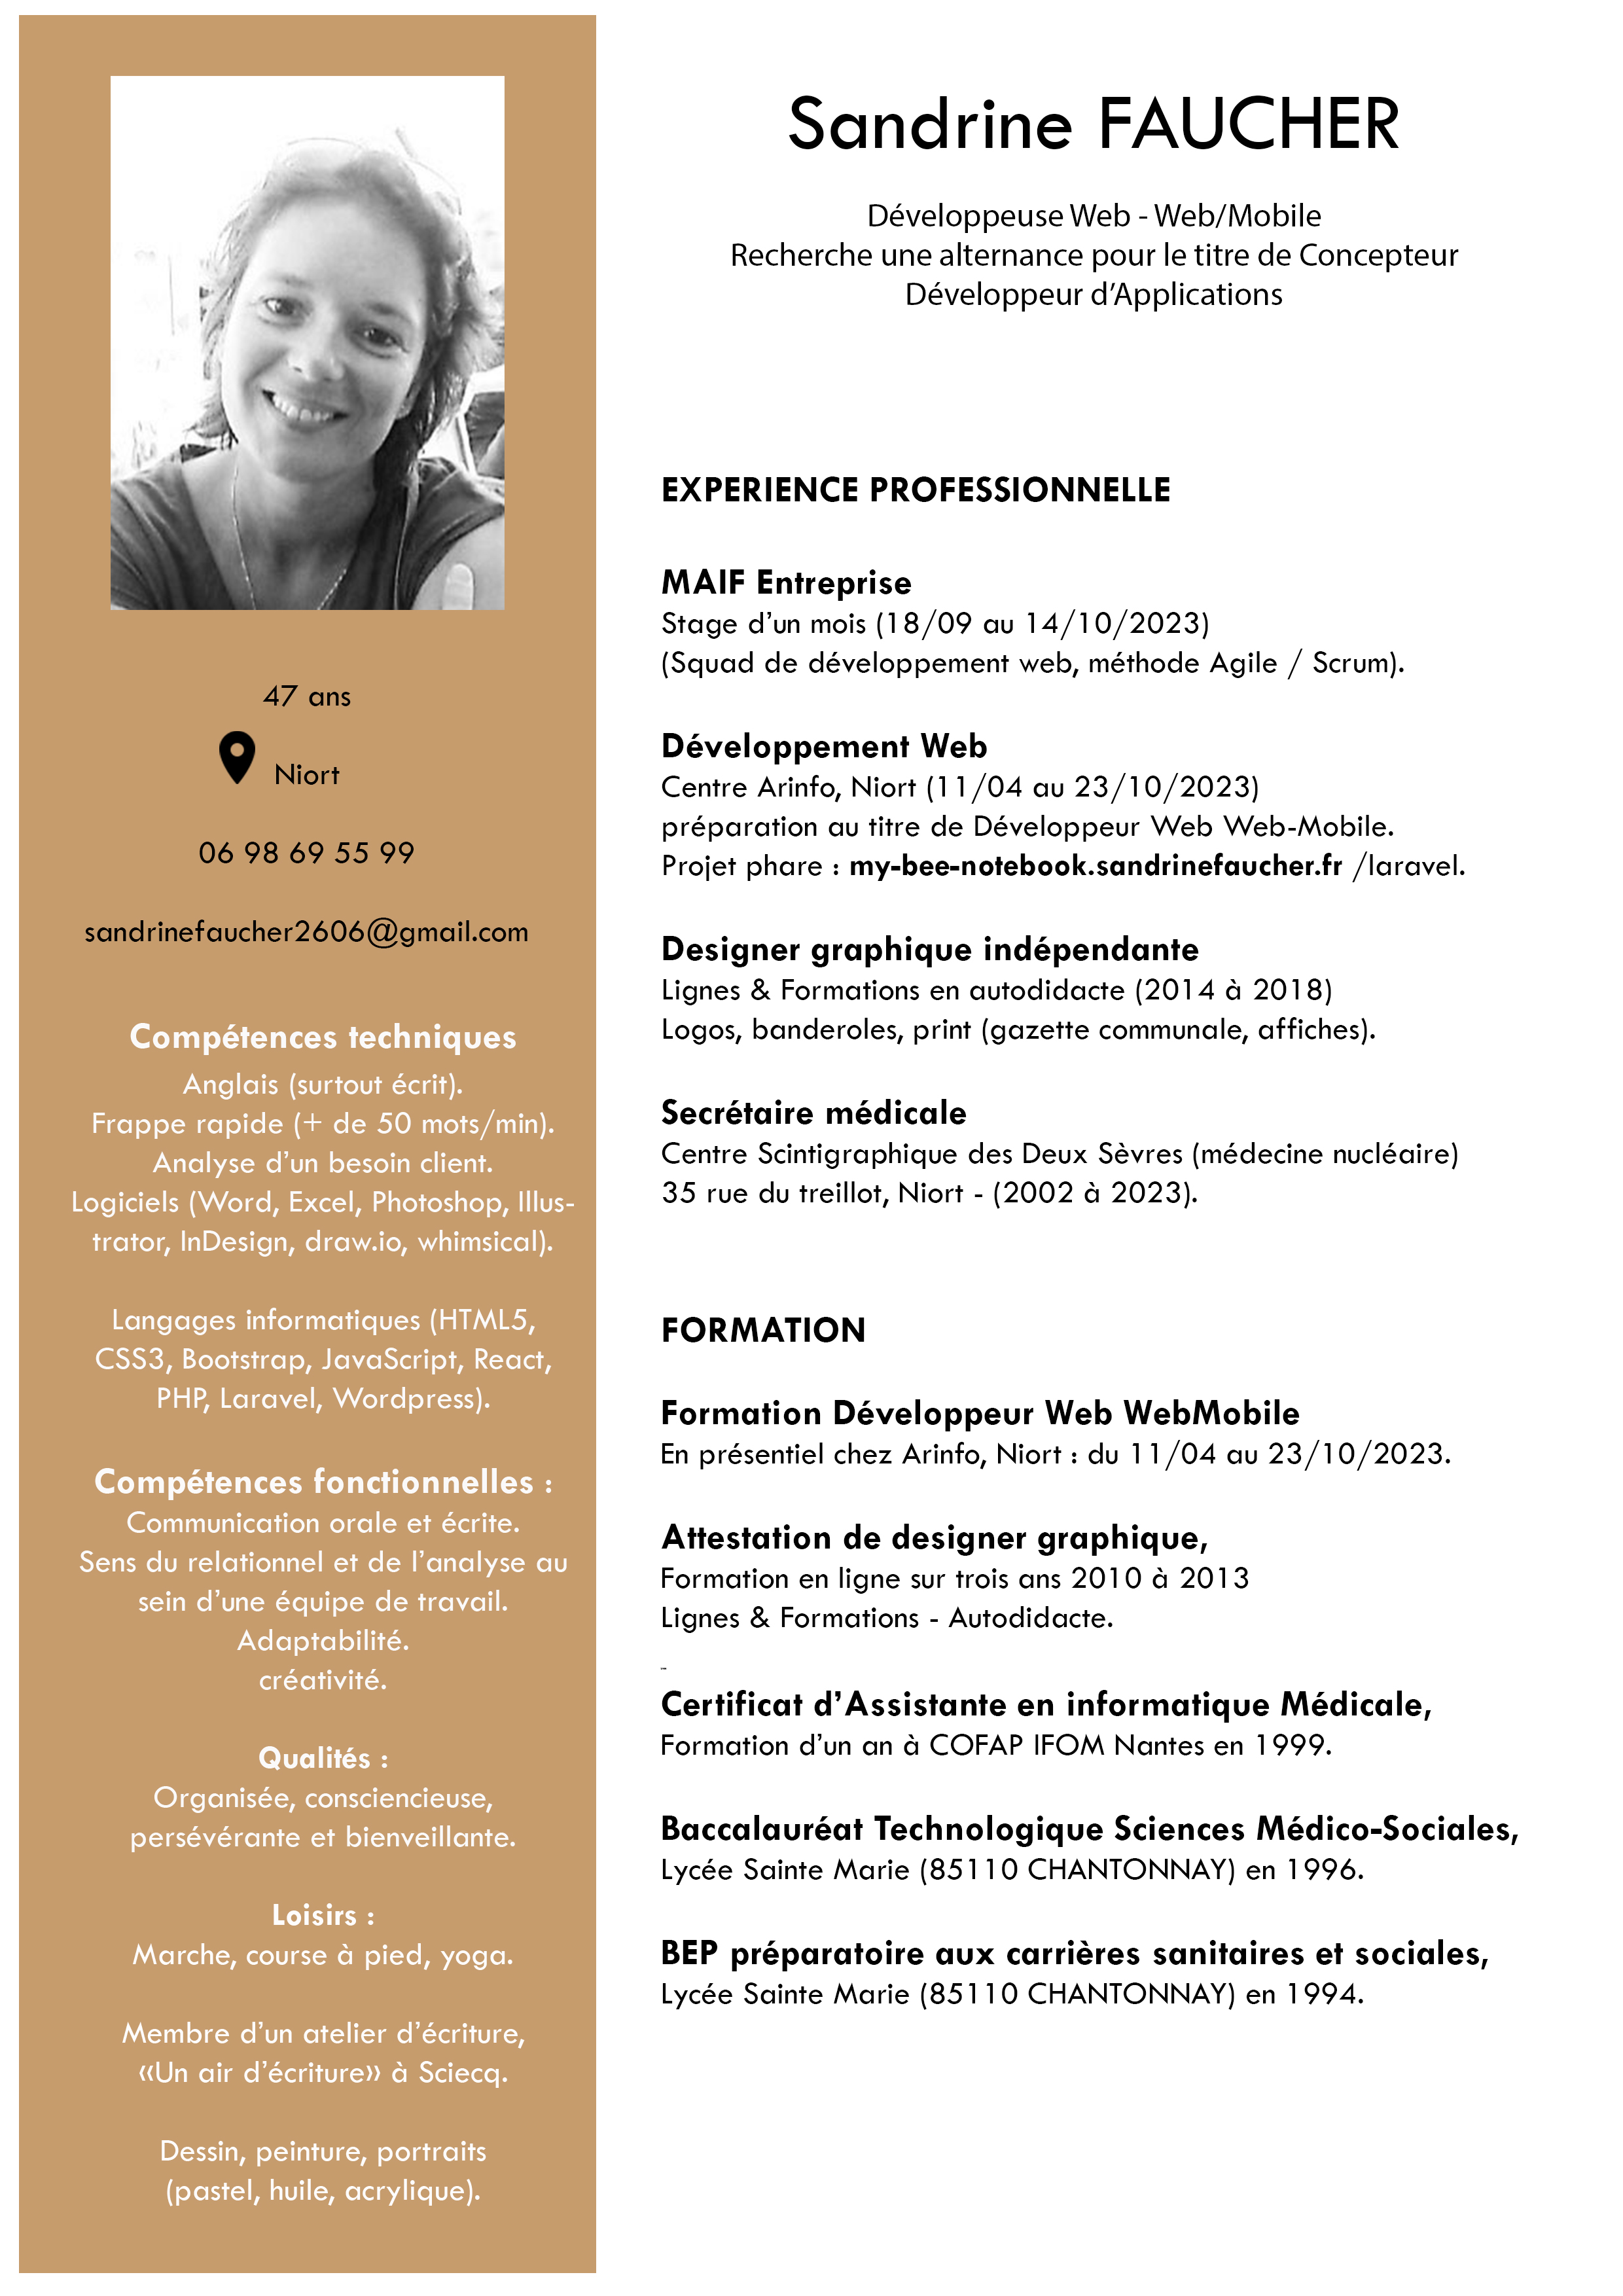 Sandrine FAUCHER
Développeuse Web - Web/Mobile
Recherche une alternance pour le titre de Concepteur
Développeur d’Applications
47 ans
Niort
06 98 69 55 99
sandrinefaucher2606@gmail.com
Compétences techniques
Anglais (surtout écrit).
Frappe rapide (+ de 50 mots/min).
Analyse d’un besoin client.
Logiciels (Word, Excel, Photoshop, Illus-
trator, InDesign, draw.io, whimsical).
Langages informatiques (HTML5,
CSS3, Bootstrap, JavaScript, React,
PHP, Laravel, Wordpress).
Compétences fonctionnelles :
Communication orale et écrite.
Sens du relationnel et de l’analyse au
sein d’une équipe de travail.
Adaptabilité.
créativité.
Qualités :
Organisée, consciencieuse,
persévérante et bienveillante.
Loisirs :
Marche, course à pied, yoga.
Membre d’un atelier d’écriture,
«Un air d’écriture» à Sciecq.
Dessin, peinture, portraits
(pastel, huile, acrylique).
EXPERIENCE PROFESSIONNELLE
MAIF Entreprise
Stage d’un mois (18/09 au 14/10/2023)
(Squad de développement web, méthode Agile / Scrum).
Développement Web
Centre Arinfo, Niort (11/04 au 23/10/2023)
préparation au titre de Développeur Web Web-Mobile.
Projet phare : my-bee-notebook.sandrinefaucher.fr /laravel.
Designer graphique indépendante
Lignes & Formations en autodidacte (2014 à 2018)
Logos, banderoles, print (gazette communale, affiches).
Secrétaire médicale
Centre Scintigraphique des Deux Sèvres (médecine nucléaire)
35 rue du treillot, Niort - (2002 à 2023).
FORMATION
Formation Développeur Web WebMobile
En présentiel chez Arinfo, Niort : du 11/04 au 23/10/2023.
Attestation de designer graphique,
Formation en ligne sur trois ans 2010 à 2013
Lignes & Formations - Autodidacte.
Certificat d’Assistante en informatique Médicale,
Formation d’un an à COFAP IFOM Nantes en 1999.
Baccalauréat Technologique Sciences Médico-Sociales,
Lycée Sainte Marie (85110 CHANTONNAY) en 1996.
BEP préparatoire aux carrières sanitaires et sociales,
Lycée Sainte Marie (85110 CHANTONNAY) en 1994.